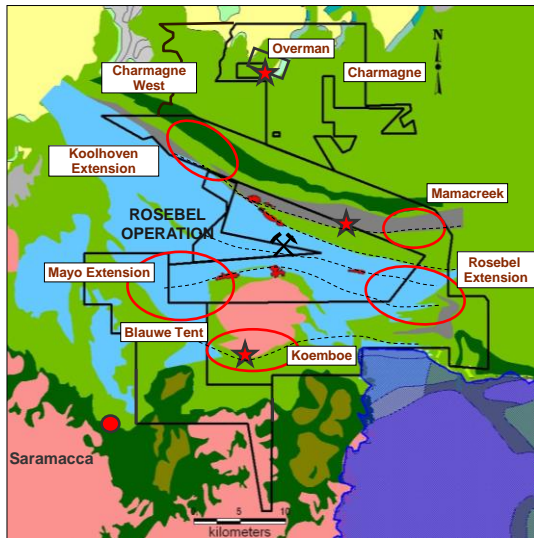 Overman
N
Charmagne
West
Charmagne
Koolhoven
Extension
Mamacreek
ROSEBEL
OPERATION
Mayo Extension
Rosebel
Extension
Blauwe Tent
Koemboe
Saramacca
0 5 10
kilometers